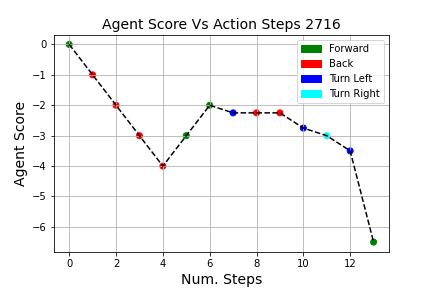 Agent Score Vs Action Steps 2716
Forward
Back
Turn Left
Turn Right
0
−1
−2
−3
−4
−5
−6
Agent Score
0 2 4 6 8 10 12
Num. Steps